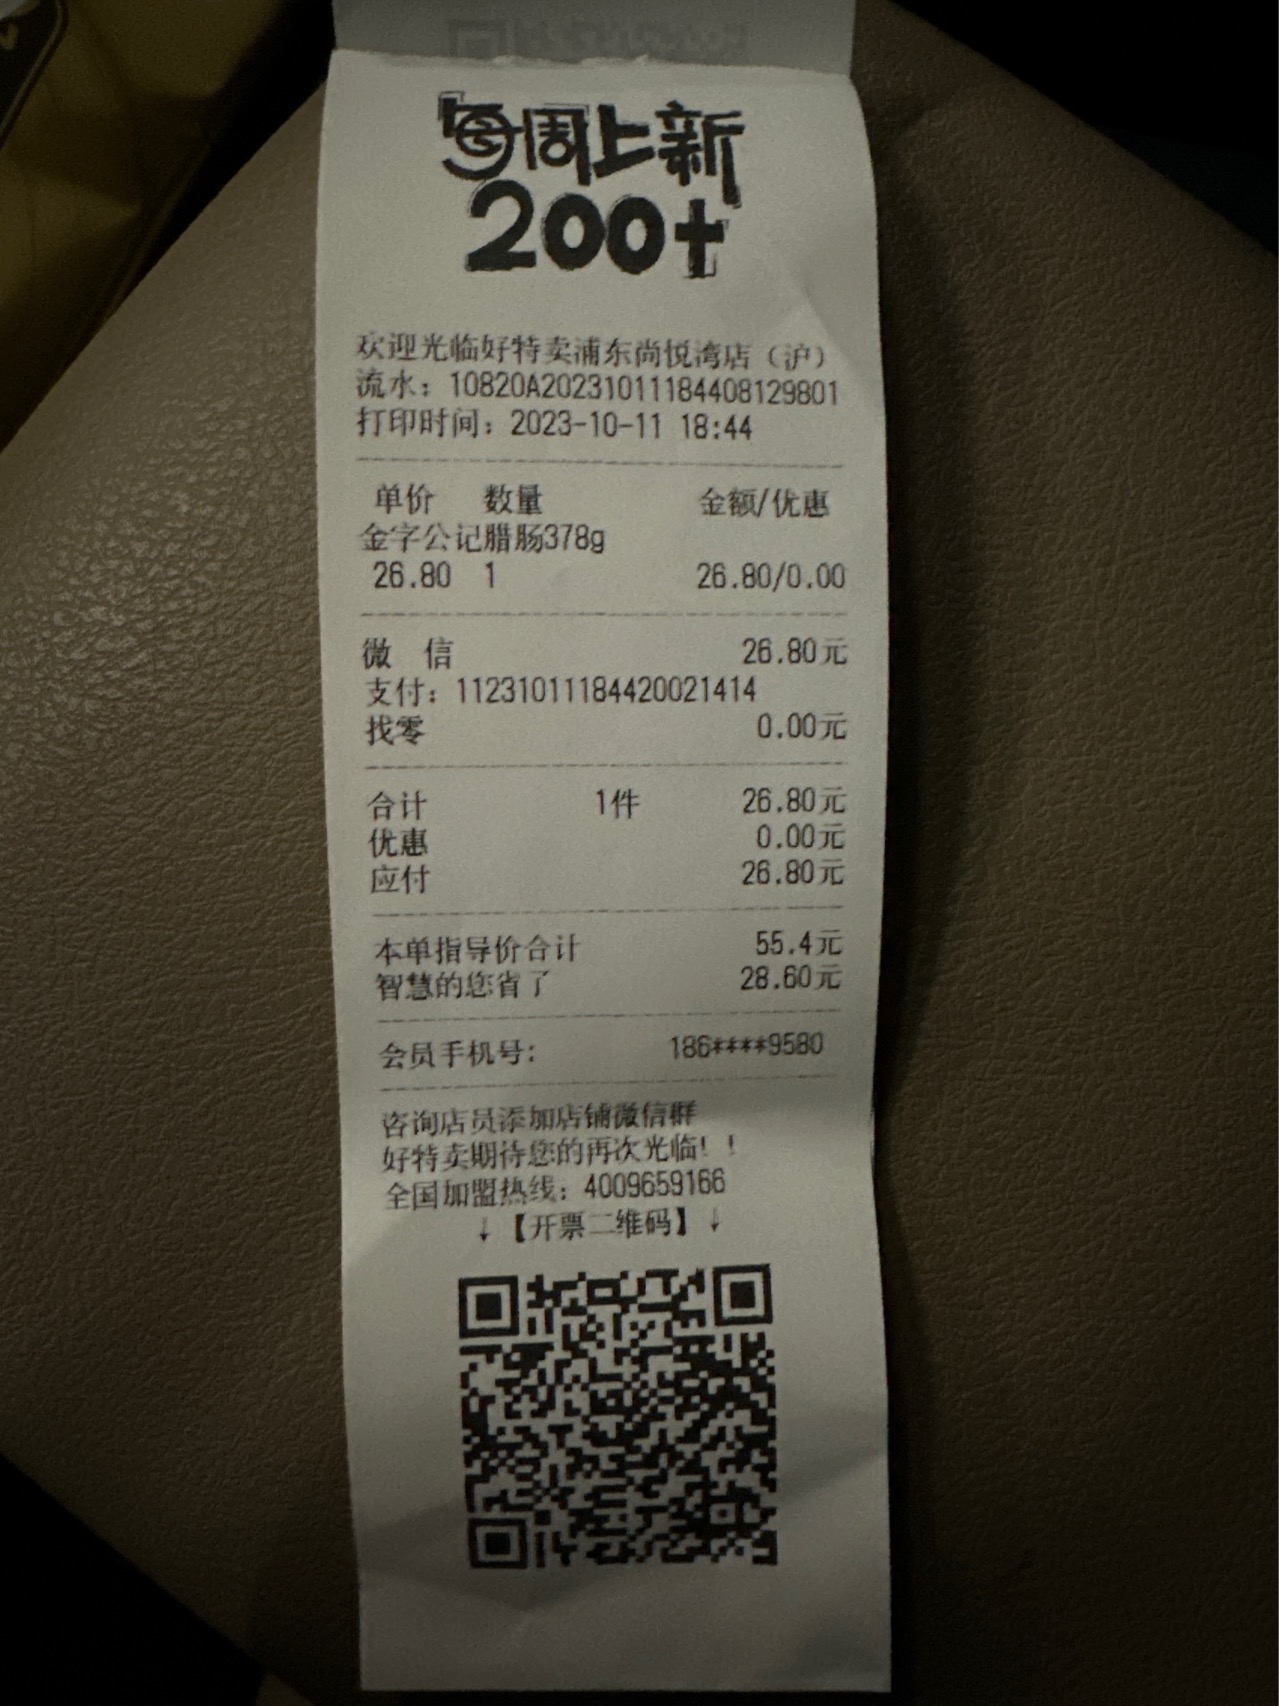 每周上新
200+
欢迎光临好特卖浦东尚悦湾店（沪）
流水：10820A20231011184408129801
打印时间：2023-10-11 18:44
单价 数量 金额/优惠
金字公记腊肠378g
26.80 1 26.80/0.00
微 信 26.80元
支付：11231011184420021414
找零 0.00元
合计 1件 26.80元
优惠 0.00元
应付 26.80元
本单指导价合计 55.4元
智慧的您省了 28.60元
会员手机号： 186****9580
咨询店员添加店铺微信群
好特卖期待您的再次光临！！
全国加盟热线：4009659166
↓【开票二维码】↓